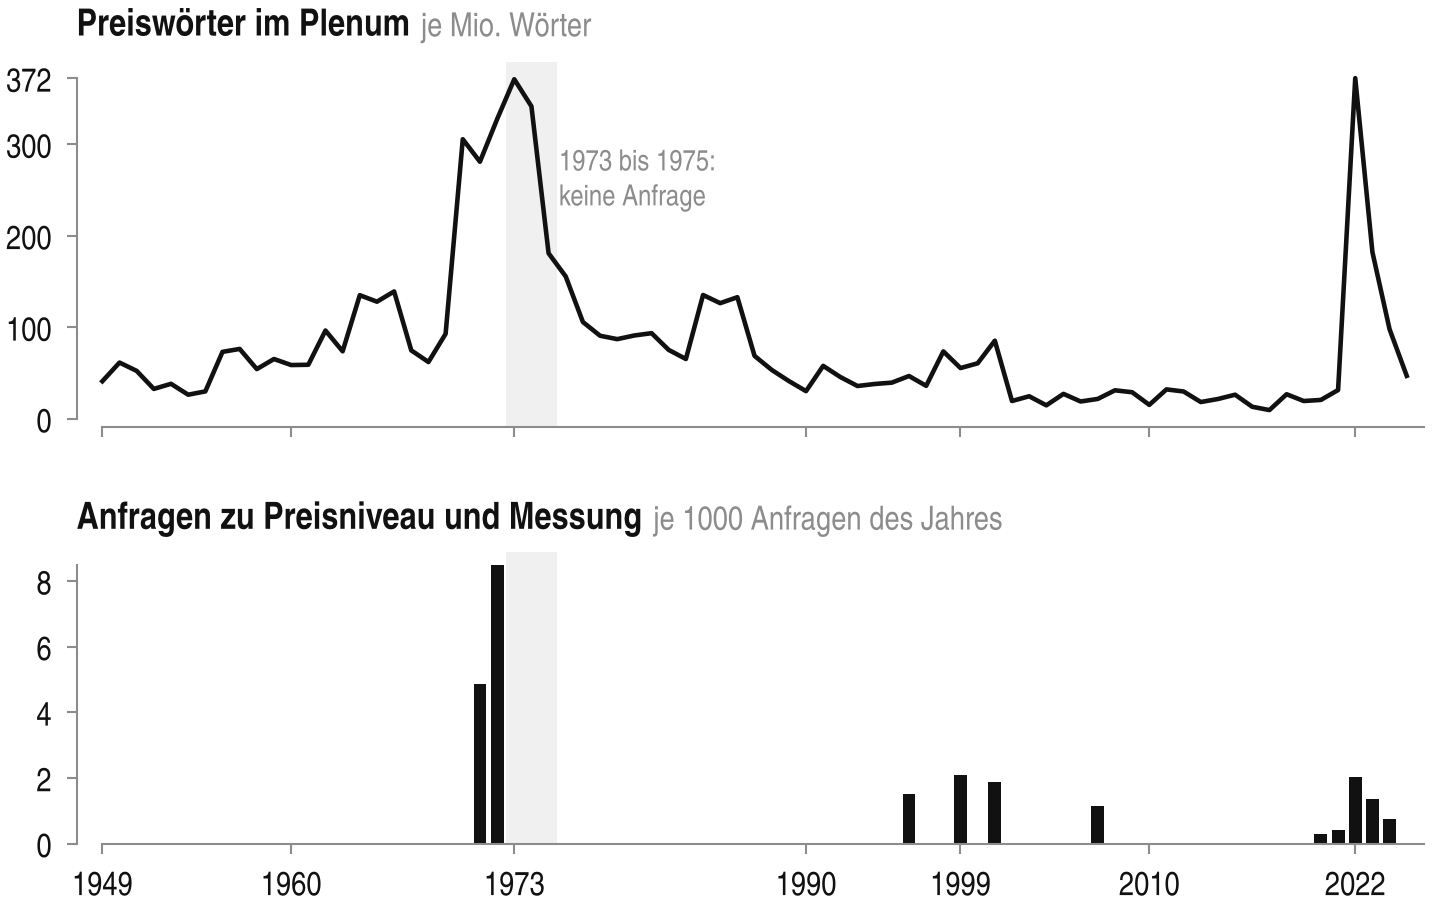 Preiswörter im Plenum je Mio. Wörter
372
300
200
100
0
1973 bis 1975:
keine Anfrage
Anfragen zu Preisniveau und Messung je 1000 Anfragen des Jahres
8
6
4
2
0
1949 1960 1973 1990 1999 2010 2022